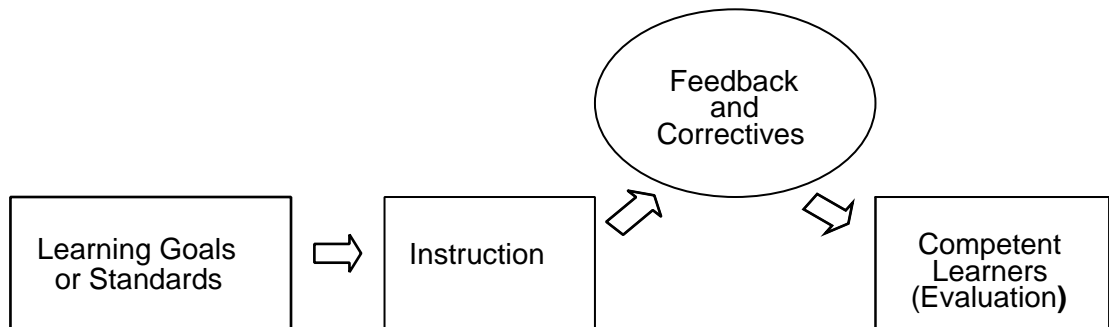 Learning Goals
or Standards
Instruction
Feedback
and
Correctives
Competent
Learners
(Evaluation)